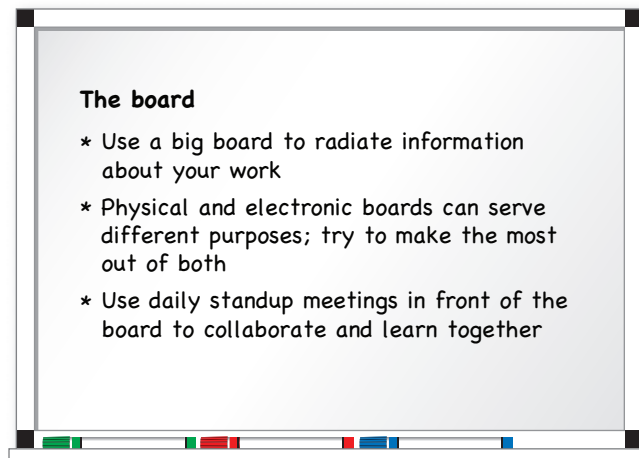 The board
* Use a big board to radiate information
about your work
* Physical and electronic boards can serve
different purposes; try to make the most
out of both
* Use daily standup meetings in front of the
board to collaborate and learn together